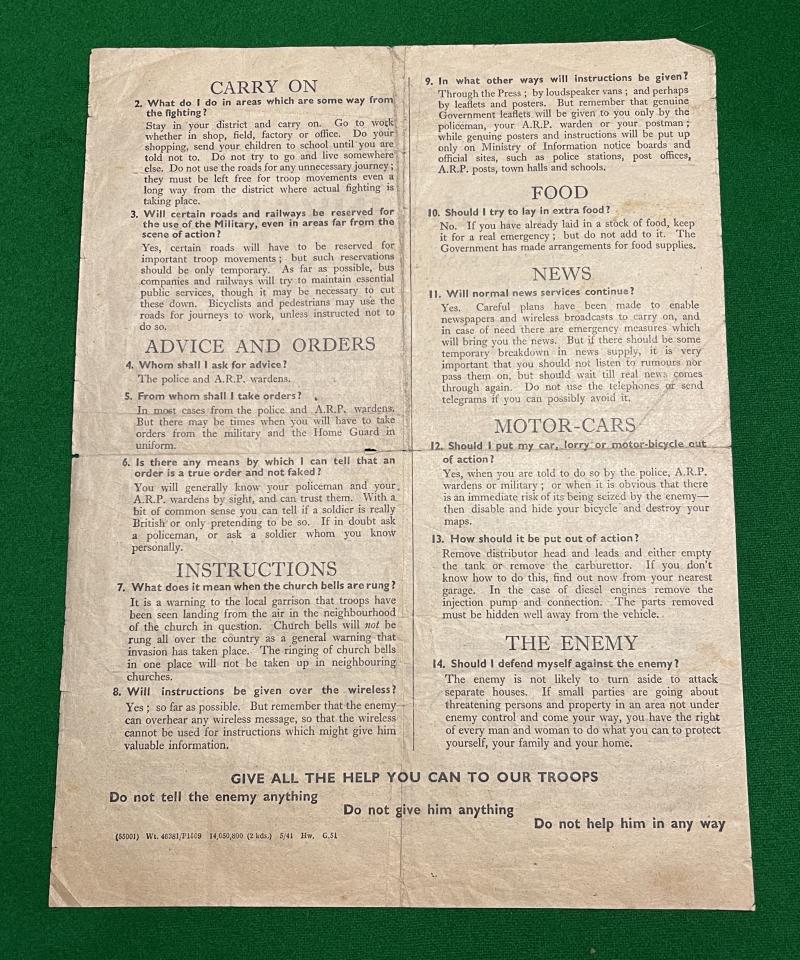 CARRY ON
2. What do I do in areas which are some way from
the fighting?
Stay in your district and carry on. Go to work
whether in shop, field, factory or office. Do your
shopping, send your children to school until you are
told not to. Do not try to go and live somewhere
else. Do not use the roads for any unnecessary journey;
they must be left free for troop movements even a
long way from the district where actual fighting is
taking place.
3. Will certain roads and railways be reserved for
the use of the Military, even in areas far from the
scene of action?
Yes, certain roads will have to be reserved for
important troop movements; but such reservations
should be only temporary. As far as possible, bus
companies and railways will try to maintain essential
public services, though it may be necessary to cut
these down. Bicyclists and pedestrians may use the
roads for journeys to work, unless instructed not to
do so.
ADVICE AND ORDERS
4. Whom shall I ask for advice?
The police and A.R.P. wardens.
5. From whom shall I take orders?
In most cases from the police and A.R.P. wardens.
But there may be times when you will have to take
orders from the military and the Home Guard in
uniform.
6. Is there any means by which I can tell that an
order is a true order and not faked?
You will generally know your policeman and your
A.R.P. wardens by sight, and can trust them. With a
bit of common sense you can tell if a soldier is really
British or only pretending to be so. If in doubt ask
a policeman, or ask a soldier whom you know
personally.
INSTRUCTIONS
7. What does it mean when the church bells are rung?
It is a warning to the local garrison that troops have
been seen landing from the air in the neighbourhood
of the church in question. Church bells will not be
rung all over the country as a general warning that
invasion has taken place. The ringing of church bells
in one place will not be taken up in neighbouring
churches.
8. Will instructions be given over the wireless?
Yes; so far as possible. But remember that the enemy
can overhear any wireless message, so that the wireless
cannot be used for instructions which might give him
valuable information.
9. In what other ways will instructions be given?
Through the Press; by loudspeaker vans; and perhaps
by leaflets and posters. But remember that genuine
Government leaflets will be given to you only by the
policeman, your A.R.P. warden or your postman;
while genuine posters and instructions will be put up
only on Ministry of Information notice boards and
official sites, such as police stations, post offices,
A.R.P. posts, town halls and schools.
FOOD
10. Should I try to lay in extra food?
No. If you have already laid in a stock of food, keep
it for a real emergency; but do not add to it. The
Government has made arrangements for food supplies.
NEWS
11. Will normal news services continue?
Yes. Careful plans have been made to enable
newspapers and wireless broadcasts to carry on, and
in case of need there are emergency measures which
will bring you the news. But if there should be some
temporary breakdown in news supply, it is very
important that you should not listen to rumours nor
pass them on, but should wait till real news comes
through again. Do not use the telephones or send
telegrams if you can possibly avoid it.
MOTOR-CARS
12. Should I put my car, lorry or motor-bicycle out
of action?
Yes, when you are told to do so by the police, A.R.P.
wardens or military; or when it is obvious that there
is an immediate risk of its being seized by the enemy—
then disable and hide your bicycle and destroy your
maps.
13. How should it be put out of action?
Remove distributor head and leads and either empty
the tank or remove the carburettor. If you don't
know how to do this, find out now from your nearest
garage. In the case of diesel engines remove the
injection pump and connection. The parts removed
must be hidden well away from the vehicle.
THE ENEMY
14. Should I defend myself against the enemy?
The enemy is not likely to turn aside to attack
separate houses. If small parties are going about
threatening persons and property in an area not under
enemy control and come your way, you have the right
of every man and woman to do what you can to protect
yourself, your family and your home.
GIVE ALL THE HELP YOU CAN TO OUR TROOPS
Do not tell the enemy anything
Do not give him anything
Do not help him in any way
(55001) Wt. 46381/P1509 14,050,800 (2 kds.) 5/41 Hw. G.51